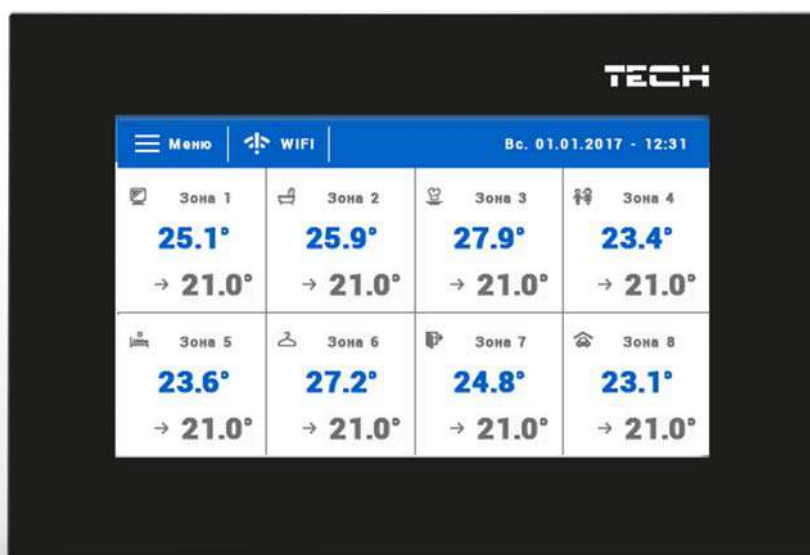 TECH
Меню WIFI Вс. 01.01.2017 - 12:31
Зона 1 Зона 2 Зона 3 Зона 4
25.1° 25.9° 27.9° 23.4°
→ 21.0° → 21.0° → 21.0° → 21.0°
Зона 5 Зона 6 Зона 7 Зона 8
23.6° 27.2° 24.8° 23.1°
→ 21.0° → 21.0° → 21.0° → 21.0°